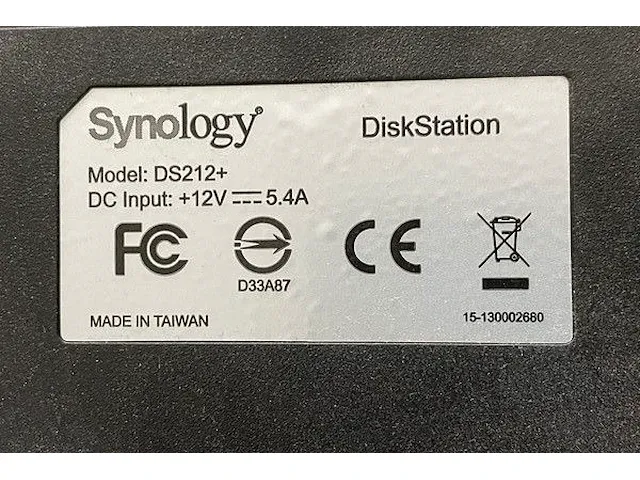 Synology® DiskStation
Model: DS212+
DC Input: +12V ⎓ 5.4A
FC CE
D33A87
MADE IN TAIWAN 15-130002680